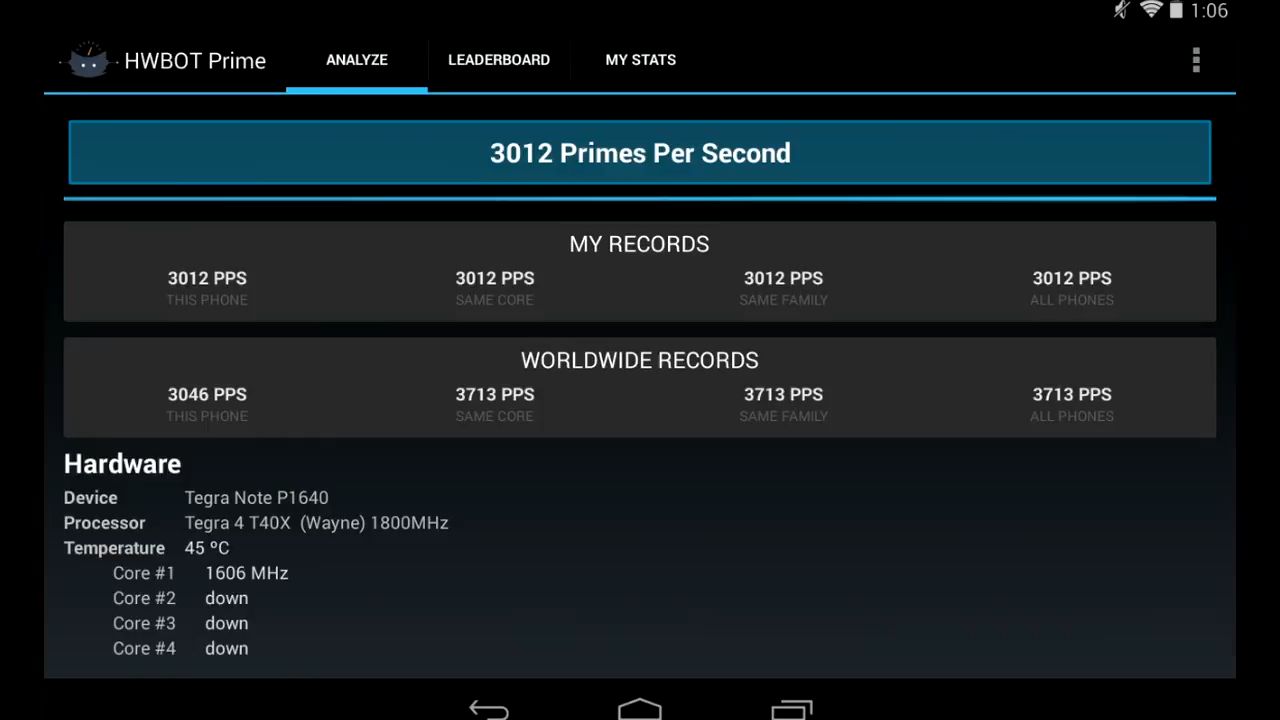 1:06
HWBOT Prime ANALYZE LEADERBOARD MY STATS
3012 Primes Per Second
MY RECORDS
3012 PPS 3012 PPS 3012 PPS 3012 PPS
THIS PHONE SAME CORE SAME FAMILY ALL PHONES
WORLDWIDE RECORDS
3046 PPS 3713 PPS 3713 PPS 3713 PPS
THIS PHONE SAME CORE SAME FAMILY ALL PHONES
Hardware
Device Tegra Note P1640
Processor Tegra 4 T40X (Wayne) 1800MHz
Temperature 45 ºC
Core #1 1606 MHz
Core #2 down
Core #3 down
Core #4 down